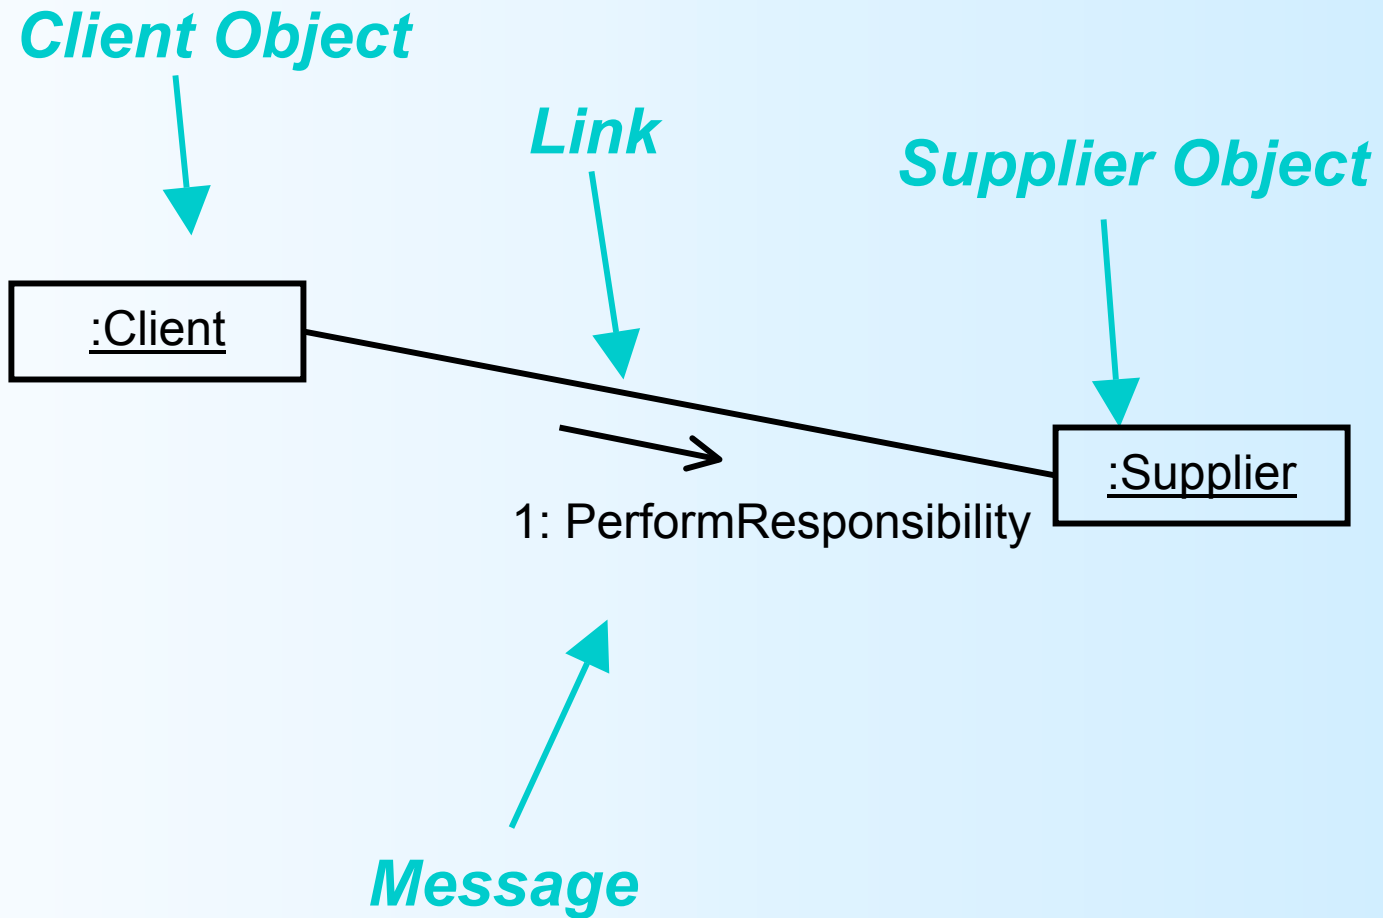 Client Object
Link
Supplier Object
:Client
:Supplier
1: PerformResponsibility
Message